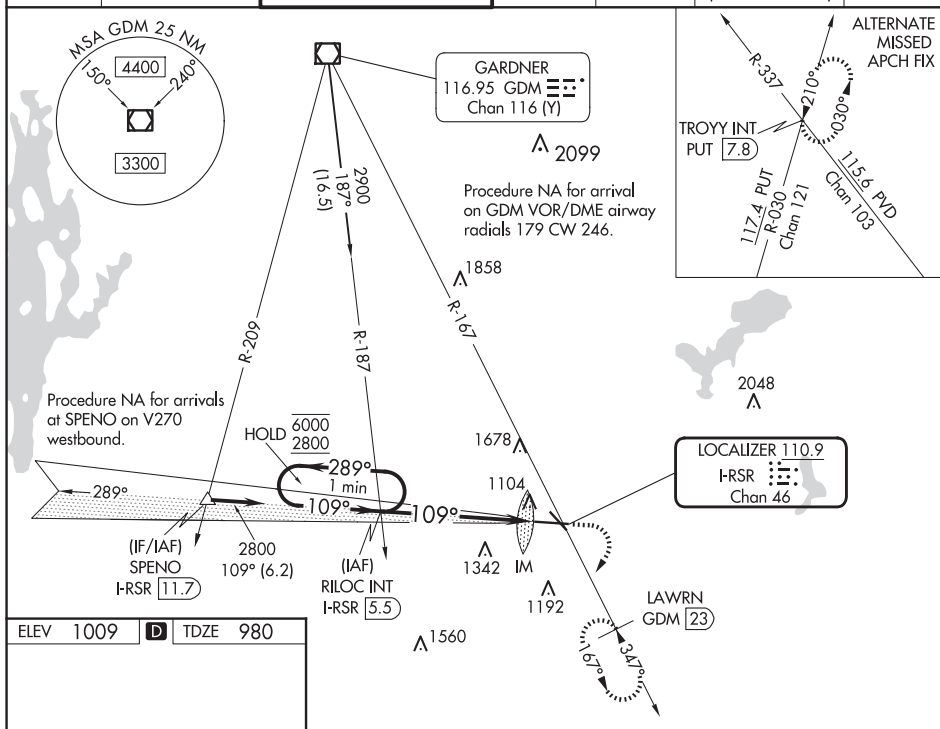 MSA GDM 25 NM
150°
4400
240°
3300
GARDNER
116.95 GDM
Chan 116 (Y)
2099
Procedure NA for arrival
on GDM VOR/DME airway
radials 179 CW 246.
2900
187°
(16.5)
1858
R-209
R-187
R-167
ALTERNATE
MISSED
APCH FIX
R-337
210°
030°
TROYY INT
PUT 7.8
117.4 PUT
R-030
Chan 121
115.6 PVD
Chan 103
2048
Procedure NA for arrivals
at SPENO on V270
westbound.
HOLD
6000
2800
289°
1 min
109°
109°
289°
1678
1104
LOCALIZER 110.9
I-RSR
Chan 46
(IF/IAF)
SPENO
I-RSR 11.7
2800
109° (6.2)
(IAF)
RILOC INT
I-RSR 5.5
1342
IM
1192
LAWRN
GDM 23
167°
347°
1560
ELEV 1009 D TDZE 980